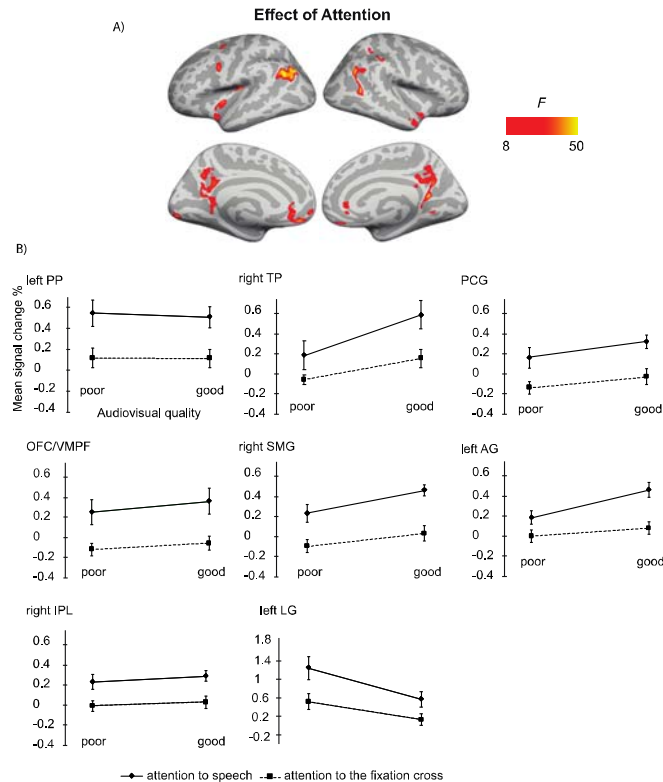 Effect of Attention
A)
F
8 50
B)
left PP
Mean signal change %
0.6
0.4
0.2
0
-0.2
-0.4
poor good
Audiovisual quality
right TP
0.6
0.4
0.2
0
-0.2
-0.4
poor good
PCG
0.6
0.4
0.2
0
-0.2
-0.4
poor good
OFC/VMPF
0.6
0.4
0.2
0
-0.2
-0.4
poor good
right SMG
0.6
0.4
0.2
0
-0.2
-0.4
poor good
left AG
0.6
0.4
0.2
0
-0.2
-0.4
poor good
right IPL
0.6
0.4
0.2
0
-0.2
-0.4
poor good
left LG
1.8
1.4
1
0.6
0.2
-0.2
attention to speech attention to the fixation cross